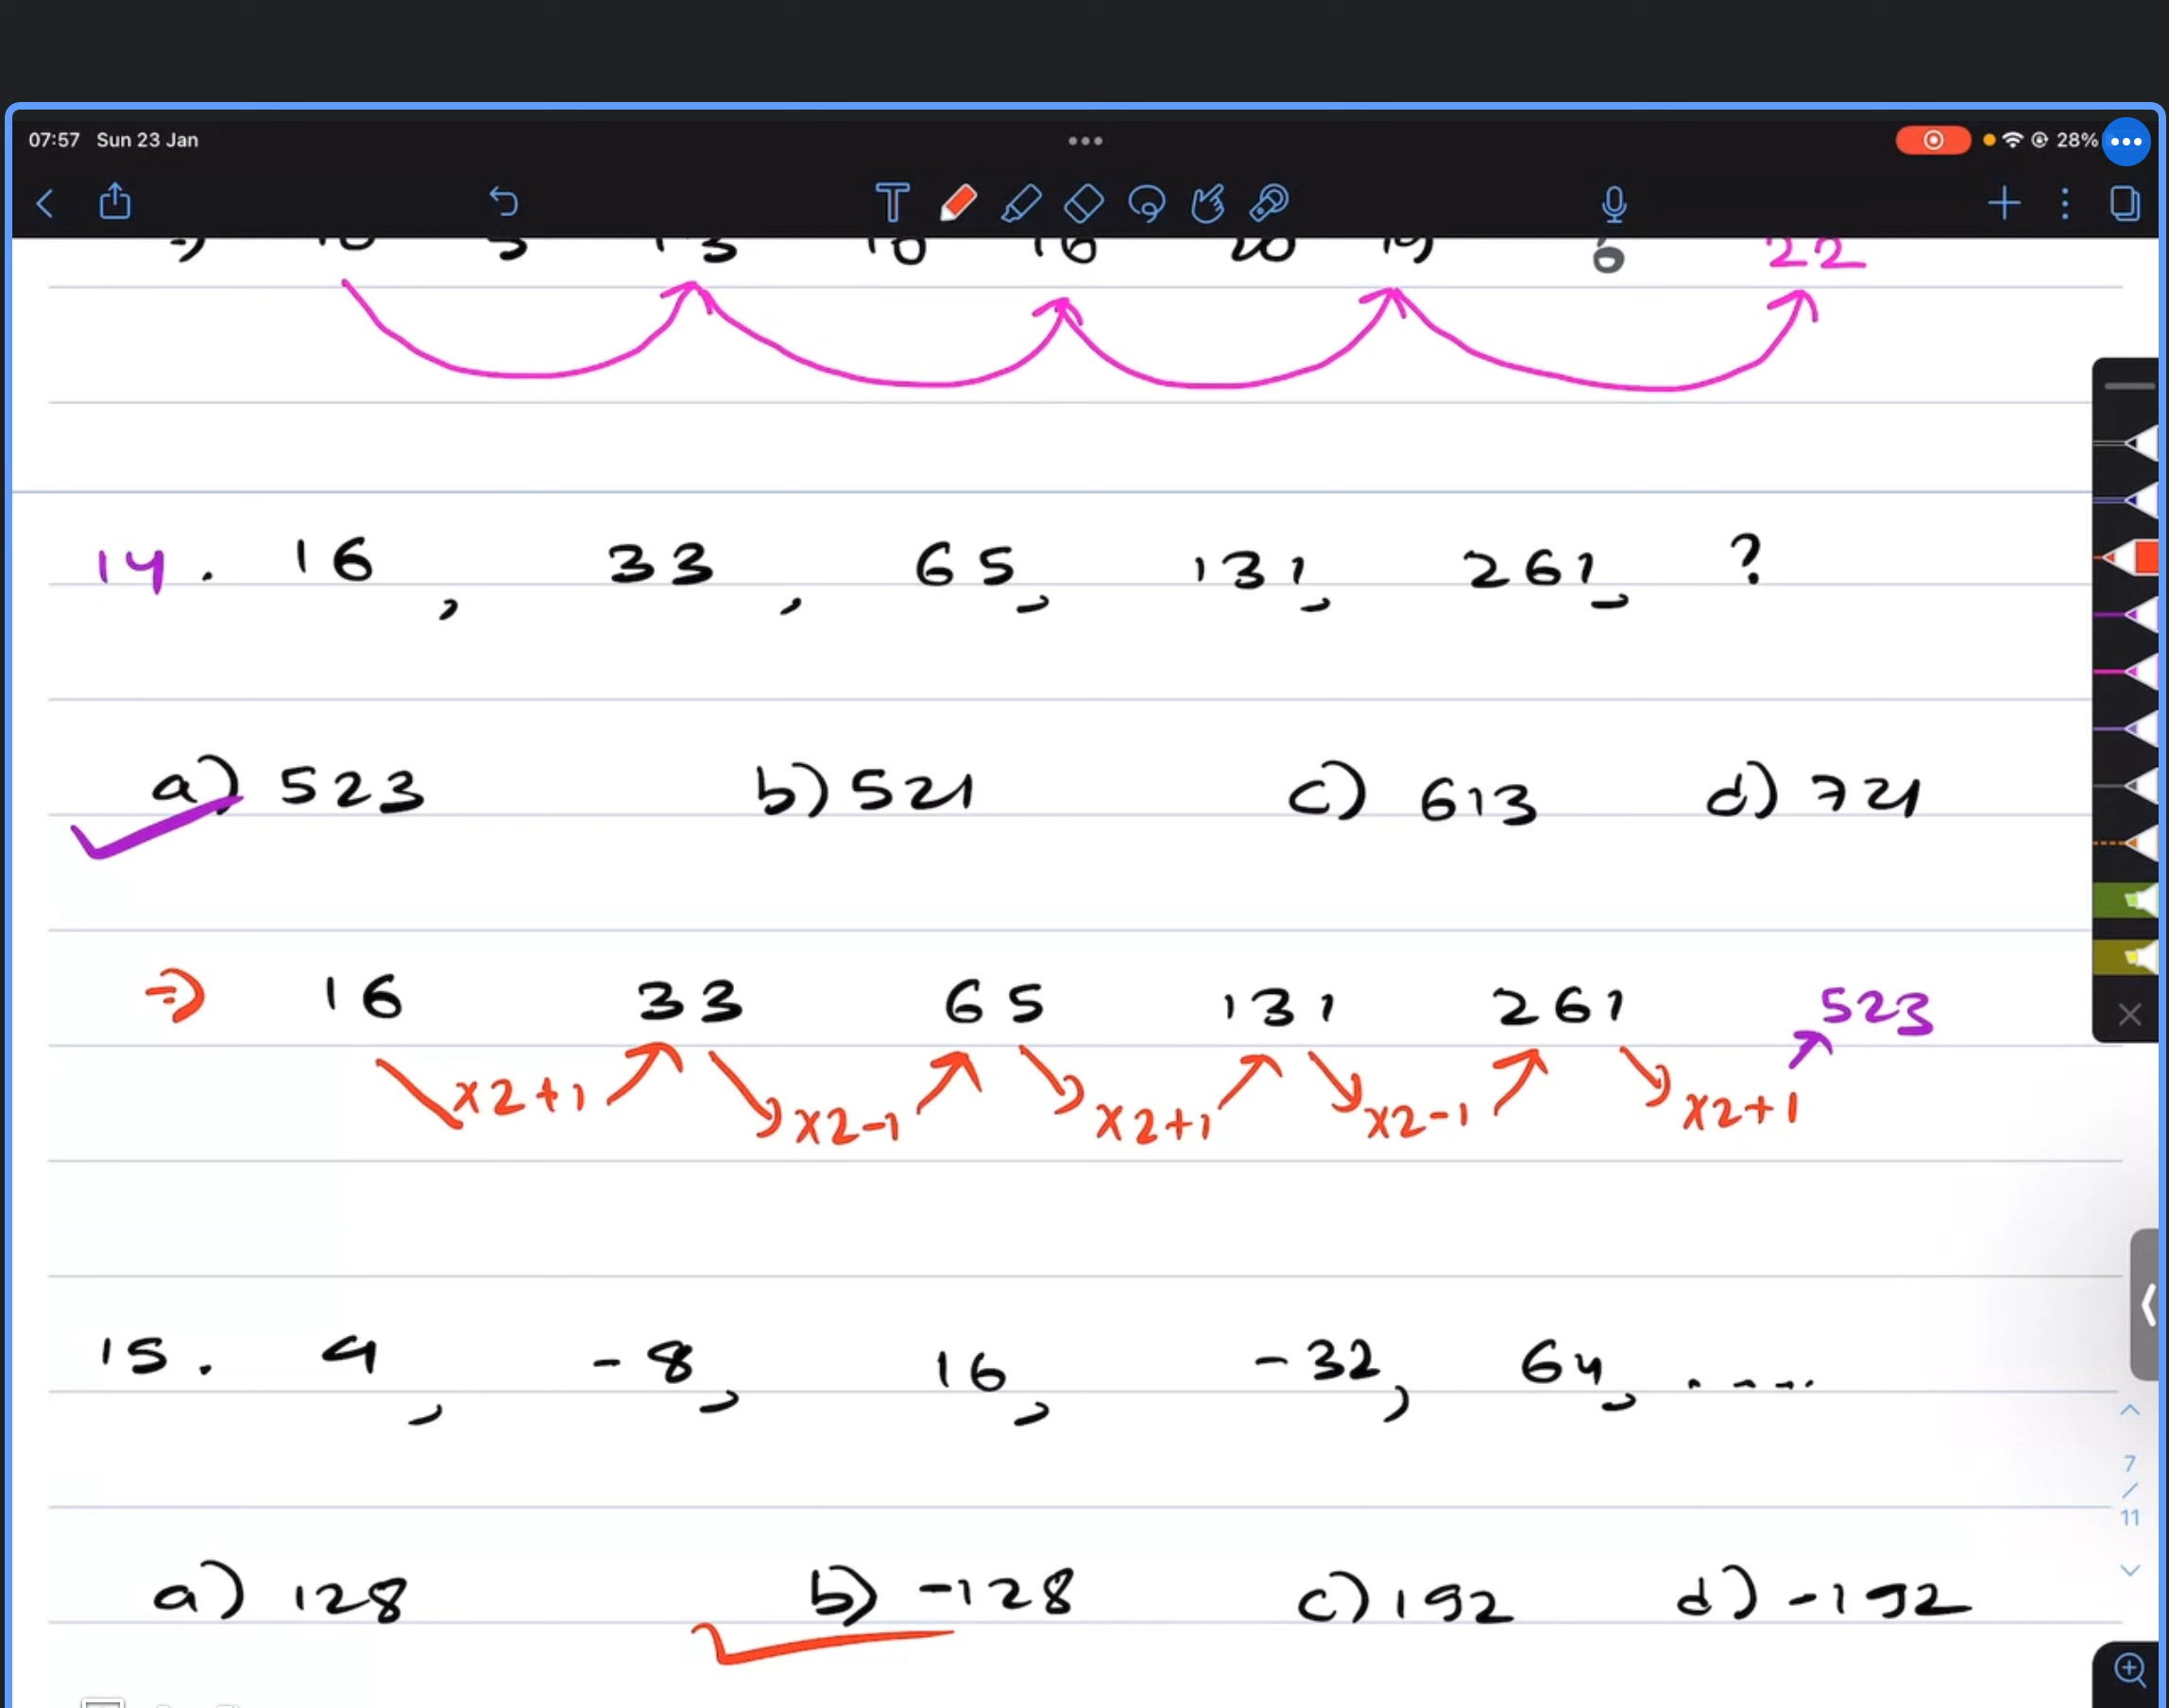 07:57 Sun 23 Jan 28%
22
14. 16, 33, 65, 131, 261, ?
a) 523 b) 521 c) 613 d) 721
⇒ 16 33 65 131 261 523
x2+1 x2-1 x2+1 x2-1 x2+1
15. 4, -8, 16, -32, 64, .....
7
/
11
a) 128 b) -128 c) 192 d) -192